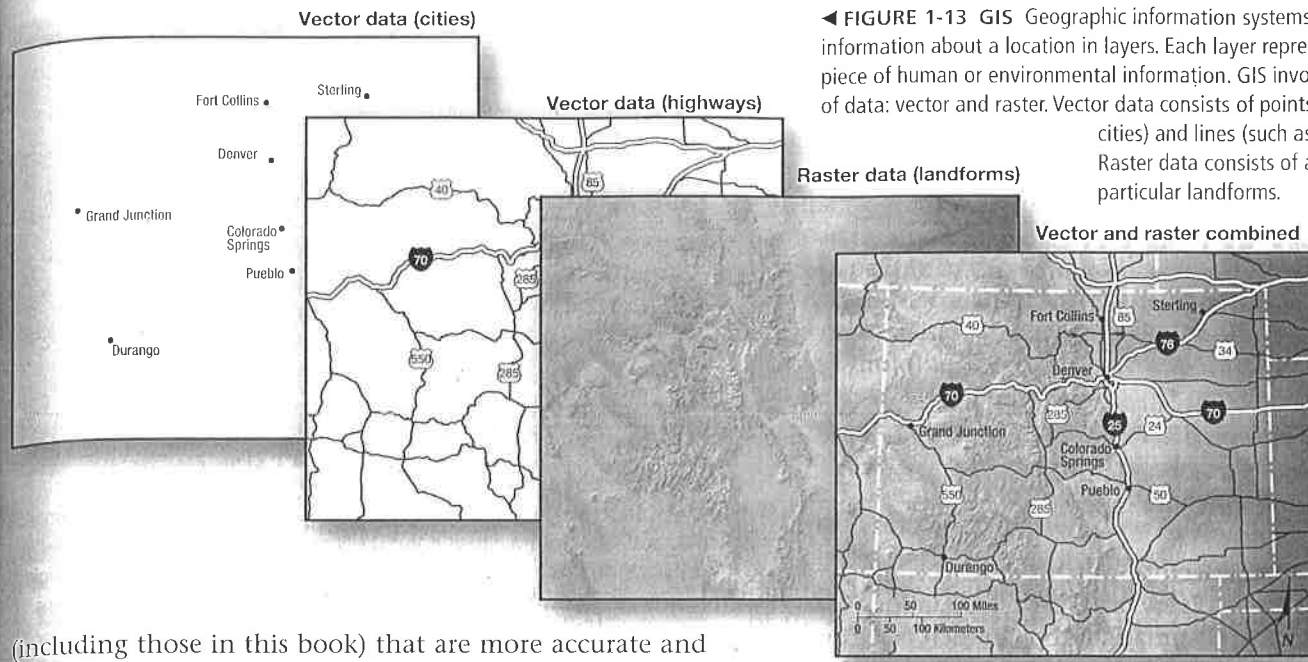 Vector data (cities)
Fort Collins
Sterling
Denver
Grand Junction
Colorado
Springs
Pueblo
Durango
Vector data (highways)
40
85
70
285
550
285
Raster data (landforms)
◄ FIGURE 1-13 GIS Geographic information systems
information about a location in layers. Each layer repre
piece of human or environmental information. GIS invo
of data: vector and raster. Vector data consists of points
cities) and lines (such as
Raster data consists of a
particular landforms.
Vector and raster combined
Fort Collins
85
Sterling
40
76
34
Denver
70
285
25
24
70
Grand Junction
Colorado
Springs
Pueblo
50
550
285
Durango
0 50 100 Miles
0 50 100 Kilometers
N
(including those in this book) that are more accurate and